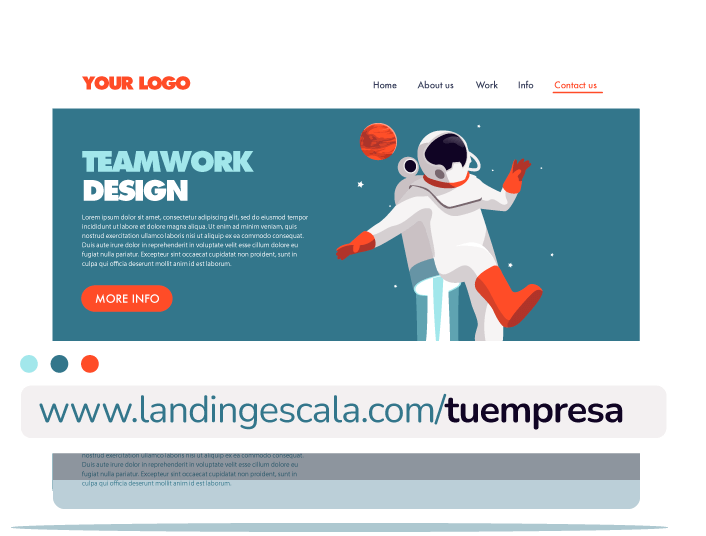 YOUR LOGO
Home About us Work Info Contact us
TEAMWORK
DESIGN
Lorem ipsum dolor sit amet, consectetur adipiscing elit, sed do eiusmod tempor
incididunt ut labore et dolore magna aliqua. Ut enim ad minim veniam, quis
nostrud exercitation ullamco laboris nisi ut aliquip ex ea commodo consequat.
Duis aute irure dolor in reprehenderit in voluptate velit esse cillum dolore eu
fugiat nulla pariatur. Excepteur sint occaecat cupidatat non proident, sunt in
culpa qui officia deserunt mollit anim id est laborum.
MORE INFO
www.landingescala.com/tuempresa
nostrud exercitation ullamco laboris nisi ut aliquip ex ea commodo consequat.
Duis aute irure dolor in reprehenderit in voluptate velit esse cillum dolore eu
fugiat nulla pariatur. Excepteur sint occaecat cupidatat non proident, sunt in
culpa qui officia deserunt mollit anim id est laborum.